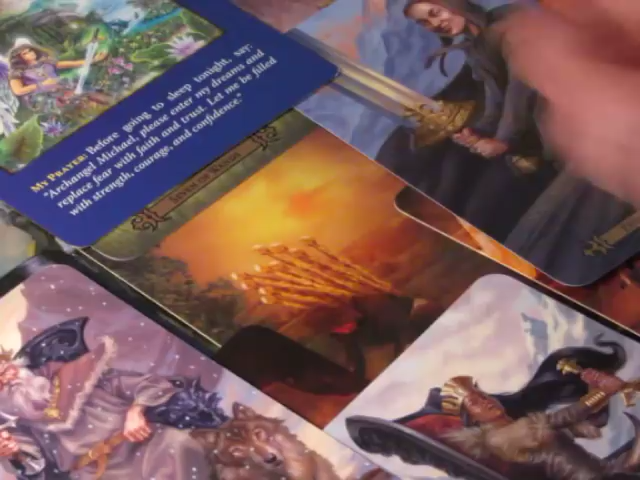 MY PRAYER: Before going to sleep tonight, say:
"Archangel Michael, please enter my dreams and
replace fear with faith and trust. Let me be filled
with strength, courage, and confidence."